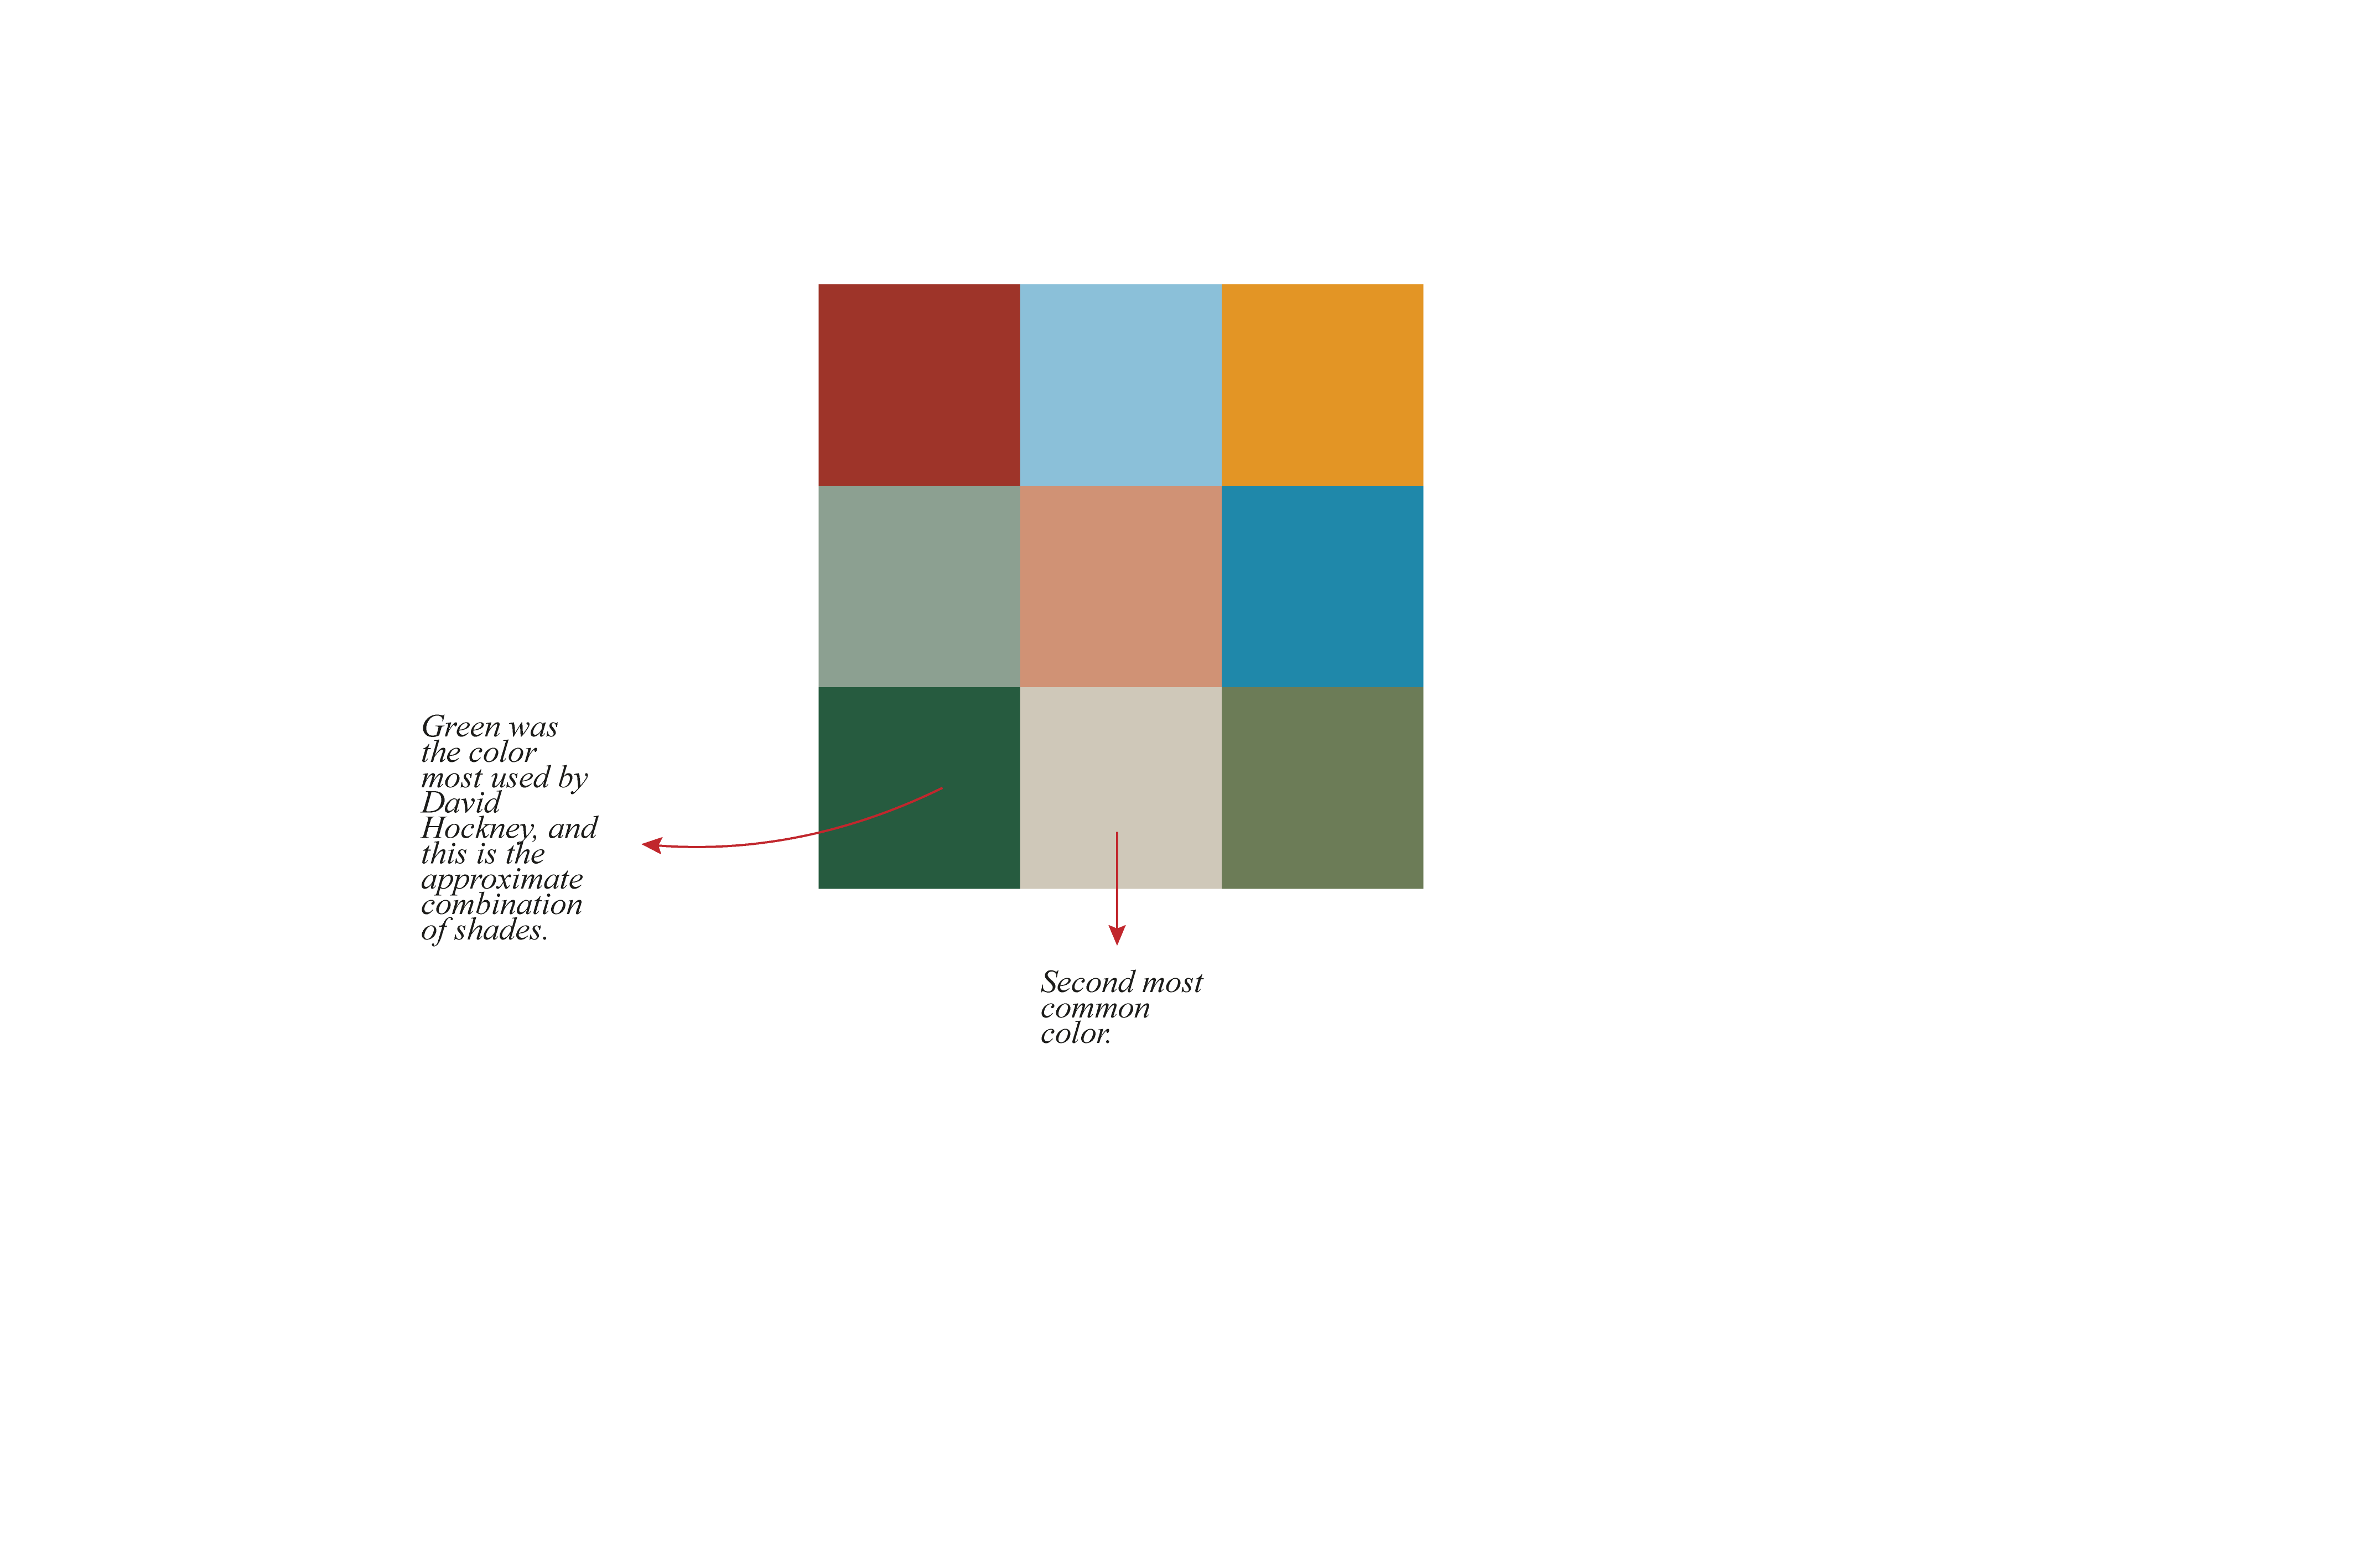 Green was
the color
most used by
David
Hockney, and
this is the
approximate
combination
of shades.
Second most
common
color.